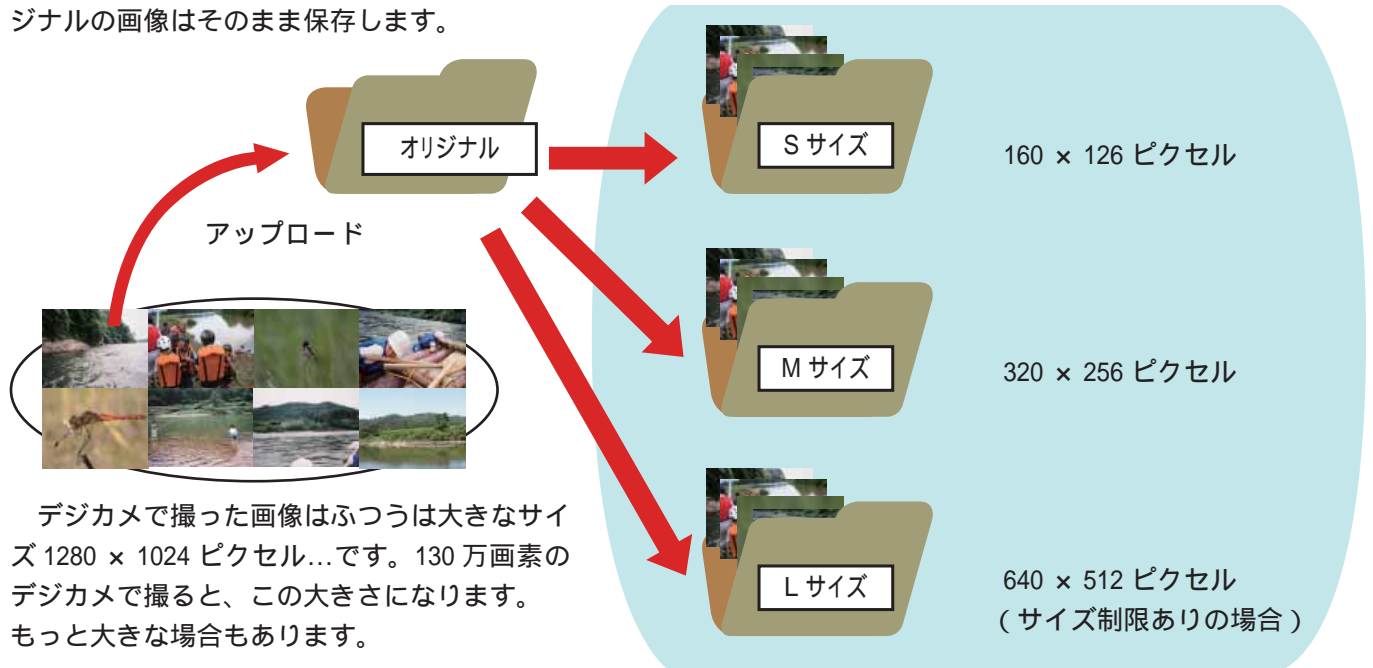 ジナルの画像はそのまま保存します。
オリジナル
アップロード
S サイズ
160 × 126 ピクセル
M サイズ
320 × 256 ピクセル
L サイズ
640 × 512 ピクセル
（サイズ制限ありの場合）
デジカメで撮った画像はふつうは大きなサイ
ズ 1280 × 1024 ピクセル…です。130 万画素の
デジカメで撮ると、この大きさになります。
もっと大きな場合もあります。